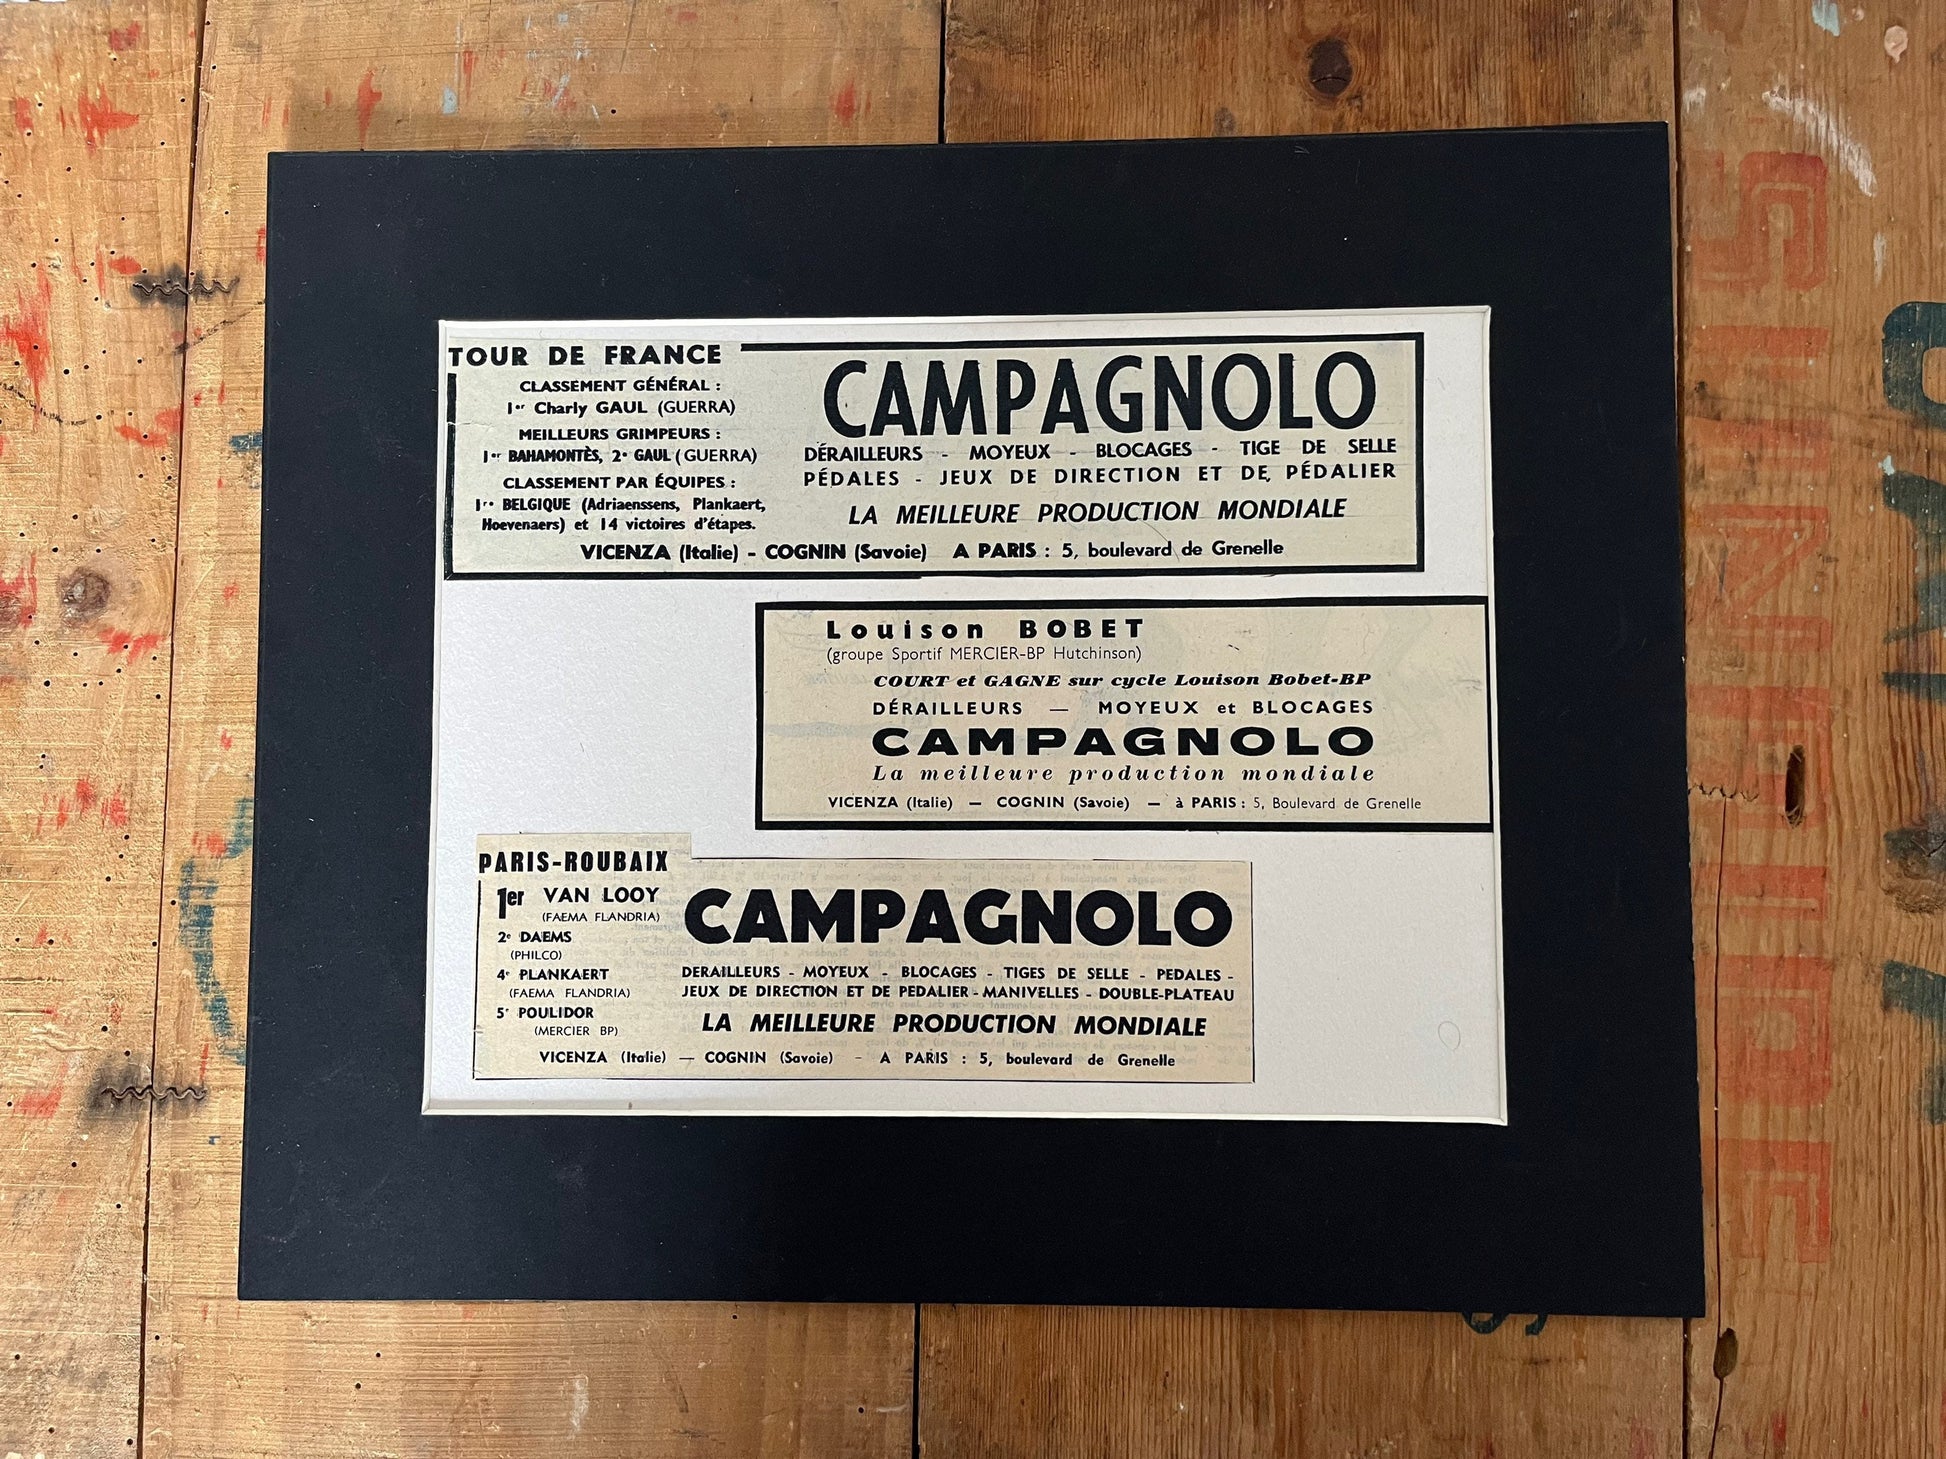 TOUR DE FRANCE
CLASSEMENT GÉNÉRAL :
1er Charly GAUL (GUERRA)
MEILLEURS GRIMPEURS :
1er BAHAMONTÈS, 2e GAUL (GUERRA)
CLASSEMENT PAR ÉQUIPES :
1re BELGIQUE (Adriaenssens, Plankaert,
Hoevenaers) et 14 victoires d'étapes.
CAMPAGNOLO
DÉRAILLEURS - MOYEUX - BLOCAGES - TIGE DE SELLE
PÉDALES - JEUX DE DIRECTION ET DE PÉDALIER
LA MEILLEURE PRODUCTION MONDIALE
VICENZA (Italie) - COGNIN (Savoie) A PARIS : 5, boulevard de Grenelle
Louison BOBET
(groupe Sportif MERCIER-BP Hutchinson)
COURT et GAGNE sur cycle Louison Bobet-BP
DÉRAILLEURS — MOYEUX et BLOCAGES
CAMPAGNOLO
La meilleure production mondiale
VICENZA (Italie) — COGNIN (Savoie) — à PARIS : 5, Boulevard de Grenelle
PARIS-ROUBAIX
1er VAN LOOY
(FAEMA FLANDRIA)
2e DAEMS
(PHILCO)
4e PLANKAERT
(FAEMA FLANDRIA)
5e POULIDOR
(MERCIER BP)
CAMPAGNOLO
DERAILLEURS - MOYEUX - BLOCAGES - TIGES DE SELLE - PEDALES -
JEUX DE DIRECTION ET DE PEDALIER - MANIVELLES - DOUBLE-PLATEAU
LA MEILLEURE PRODUCTION MONDIALE
VICENZA (Italie) — COGNIN (Savoie) - A PARIS : 5, boulevard de Grenelle